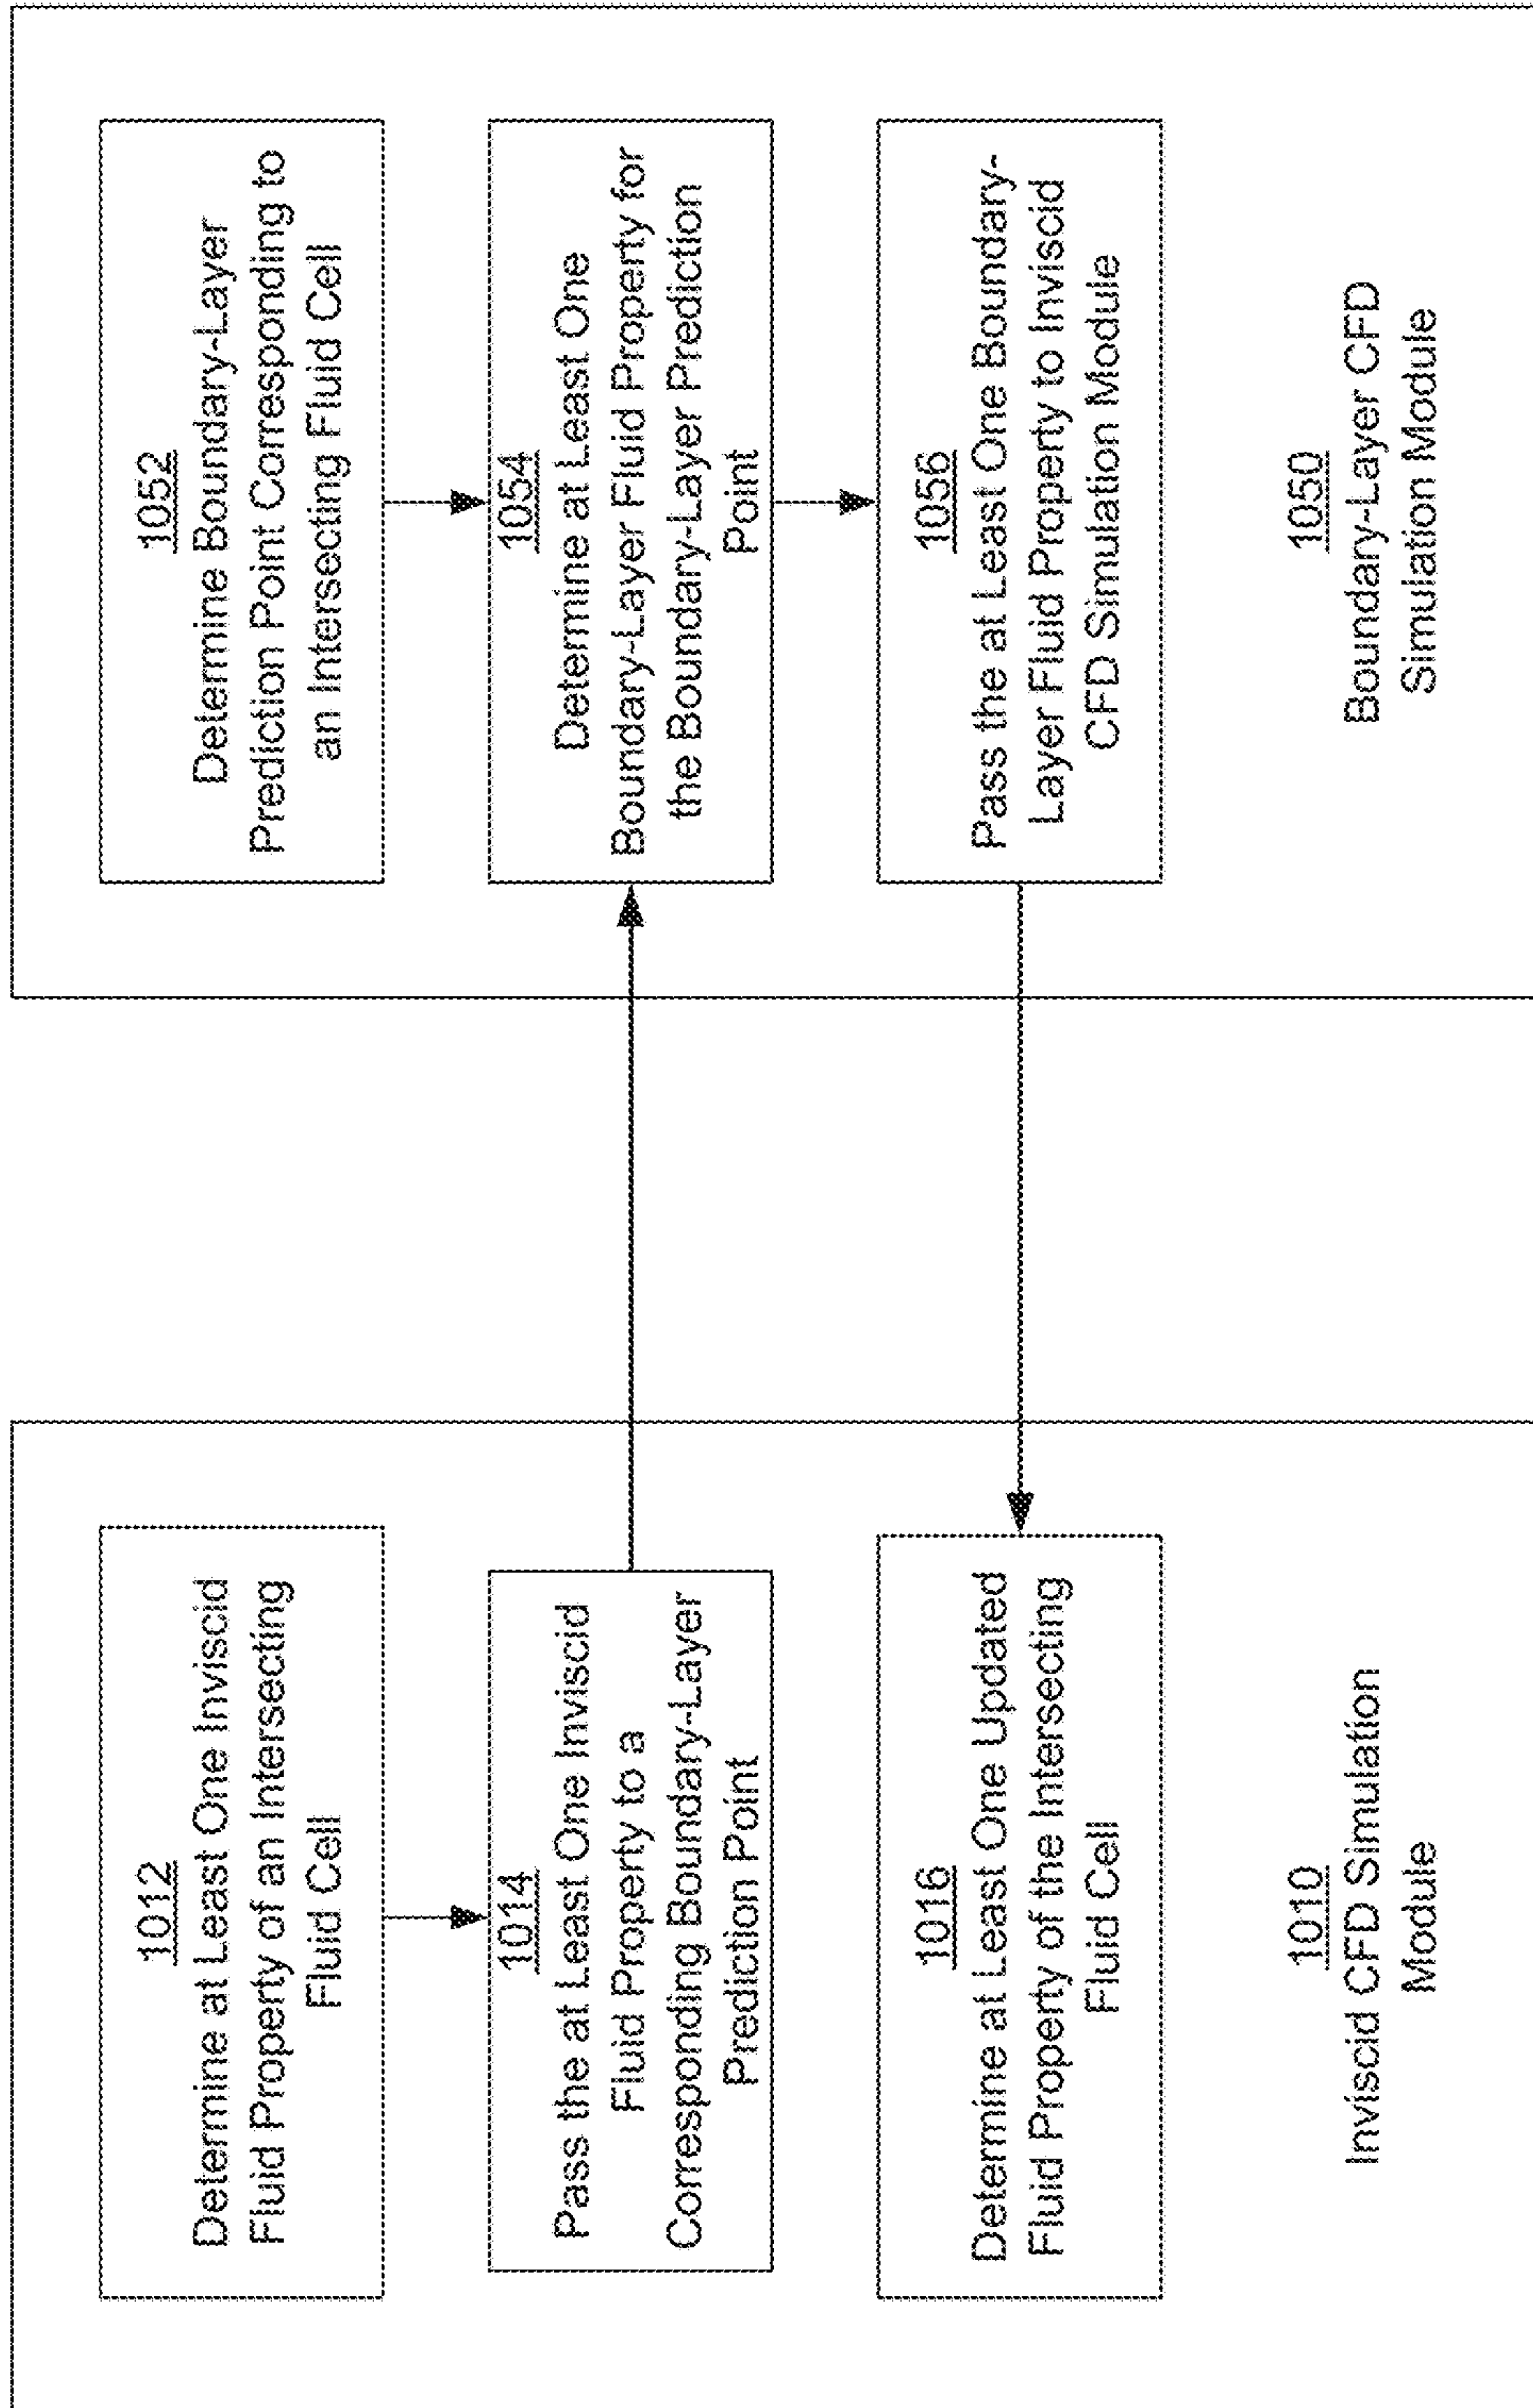 1012
Determine at Least One Inviscid
Fluid Property of an Intersecting
Fluid Cell
1014
Pass the at Least One Inviscid
Fluid Property to a
Corresponding Boundary-Layer
Prediction Point
1016
Determine at Least One Updated
Fluid Property of the Intersecting
Fluid Cell
1010
Inviscid CFD Simulation
Module
1052
Determine Boundary-Layer
Prediction Point Corresponding to
an Intersecting Fluid Cell
1054
Determine at Least One
Boundary-Layer Fluid Property for
the Boundary-Layer Prediction
Point
1056
Pass the at Least One Boundary-
Layer Fluid Property to Inviscid
CFD Simulation Module
1050
Boundary-Layer CFD
Simulation Module